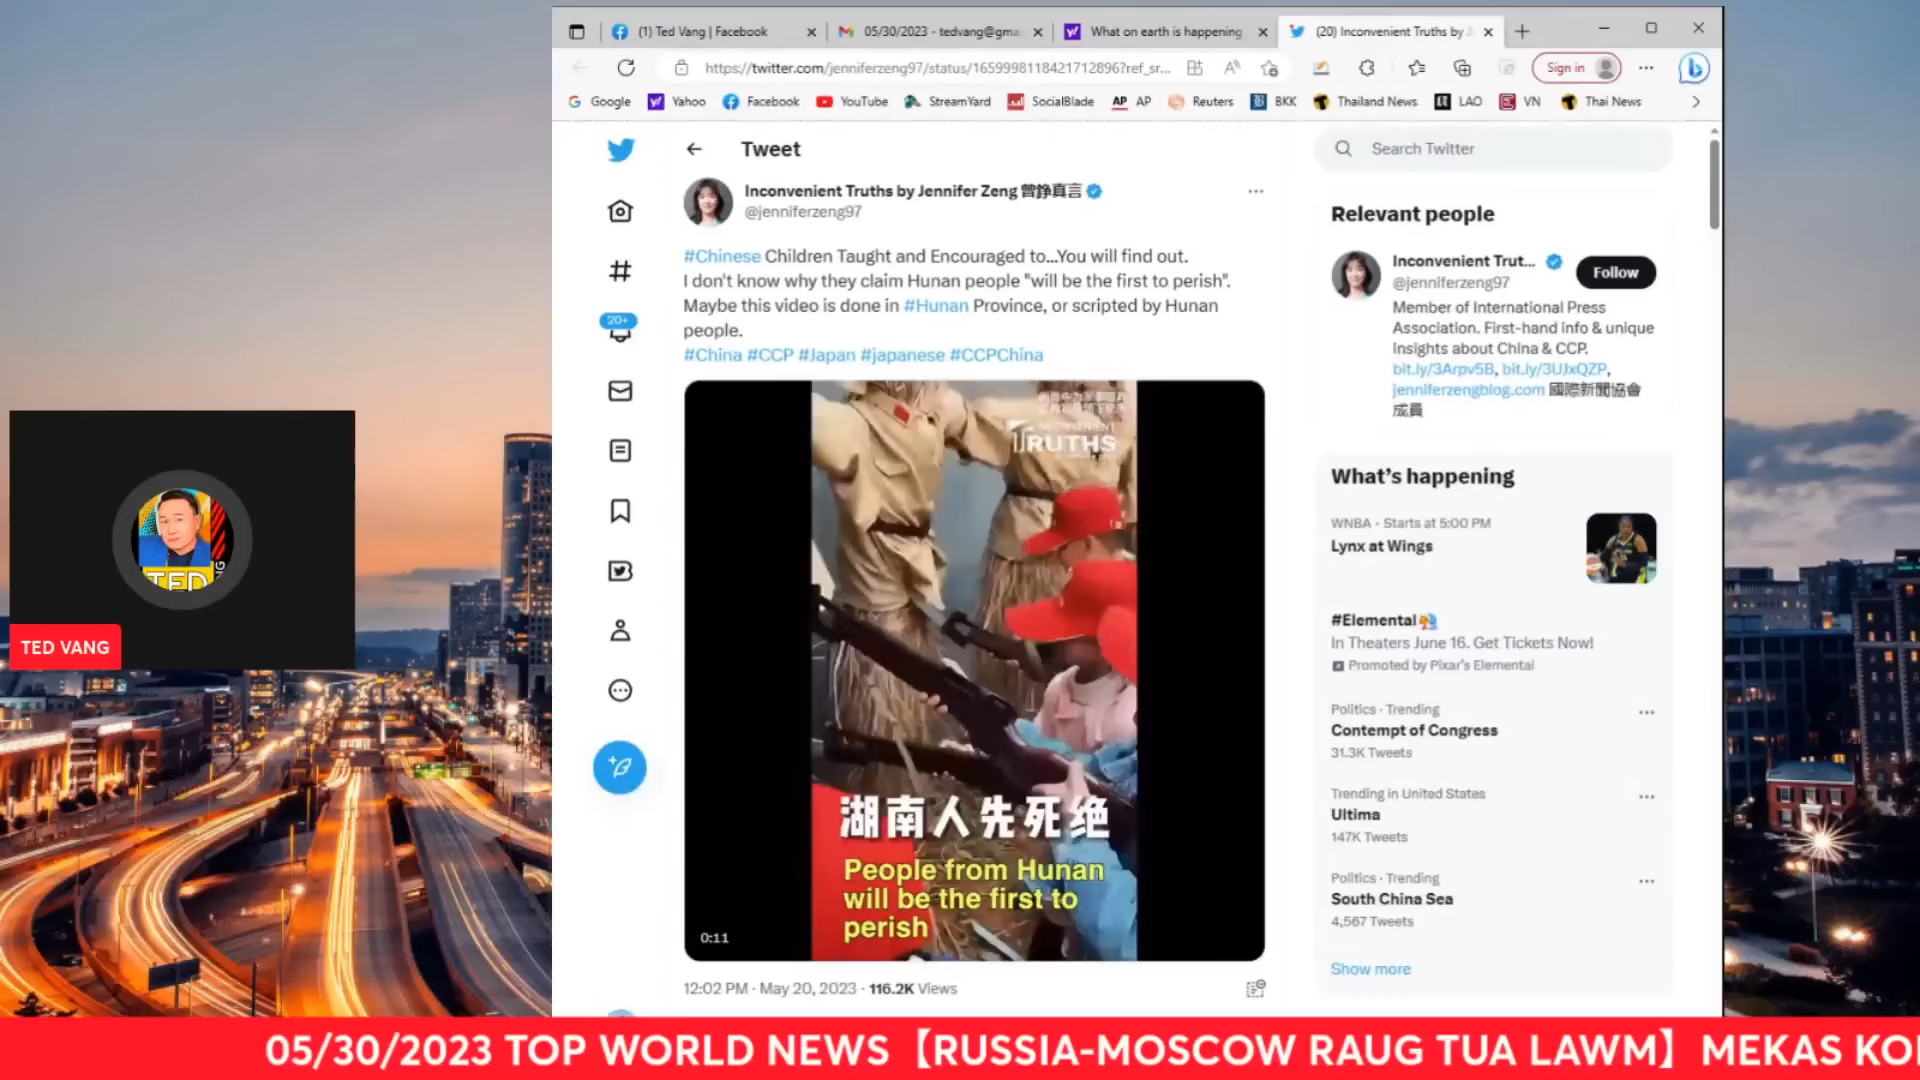 (1) Ted Vang | Facebook
05/30/2023 - tedvang@gma
What on earth is happening
(20) Inconvenient Truths by J
https://twitter.com/jenniferzeng97/status/1659998118421712896?ref_sr...
Sign in
Google
Yahoo
Facebook
YouTube
StreamYard
SocialBlade
AP AP
Reuters
BKK
Thailand News
LAO
VN
Thai News
Tweet
Inconvenient Truths by Jennifer Zeng 曾錚真言
@jenniferzeng97
#Chinese Children Taught and Encouraged to...You will find out.
I don't know why they claim Hunan people "will be the first to perish".
Maybe this video is done in #Hunan Province, or scripted by Hunan
people.
#China #CCP #Japan #japanese #CCPChina
20+
INCONVENIENT
TRUTHS
湖南人先死绝
People from Hunan
will be the first to
perish
0:11
12:02 PM · May 20, 2023 · 116.2K Views
Search Twitter
Relevant people
Inconvenient Trut...
@jenniferzeng97
Follow
Member of International Press
Association. First-hand info & unique
Insights about China & CCP.
bit.ly/3Arpv5B, bit.ly/3UJxQZP,
jenniferzengblog.com 國際新聞協會
成員
What's happening
WNBA · Starts at 5:00 PM
Lynx at Wings
#Elemental
In Theaters June 16. Get Tickets Now!
Promoted by Pixar's Elemental
Politics · Trending
Contempt of Congress
31.3K Tweets
Trending in United States
Ultima
147K Tweets
Politics · Trending
South China Sea
4,567 Tweets
Show more
TED
TED VANG
05/30/2023 TOP WORLD NEWS【RUSSIA-MOSCOW RAUG TUA LAWM】MEKAS KO